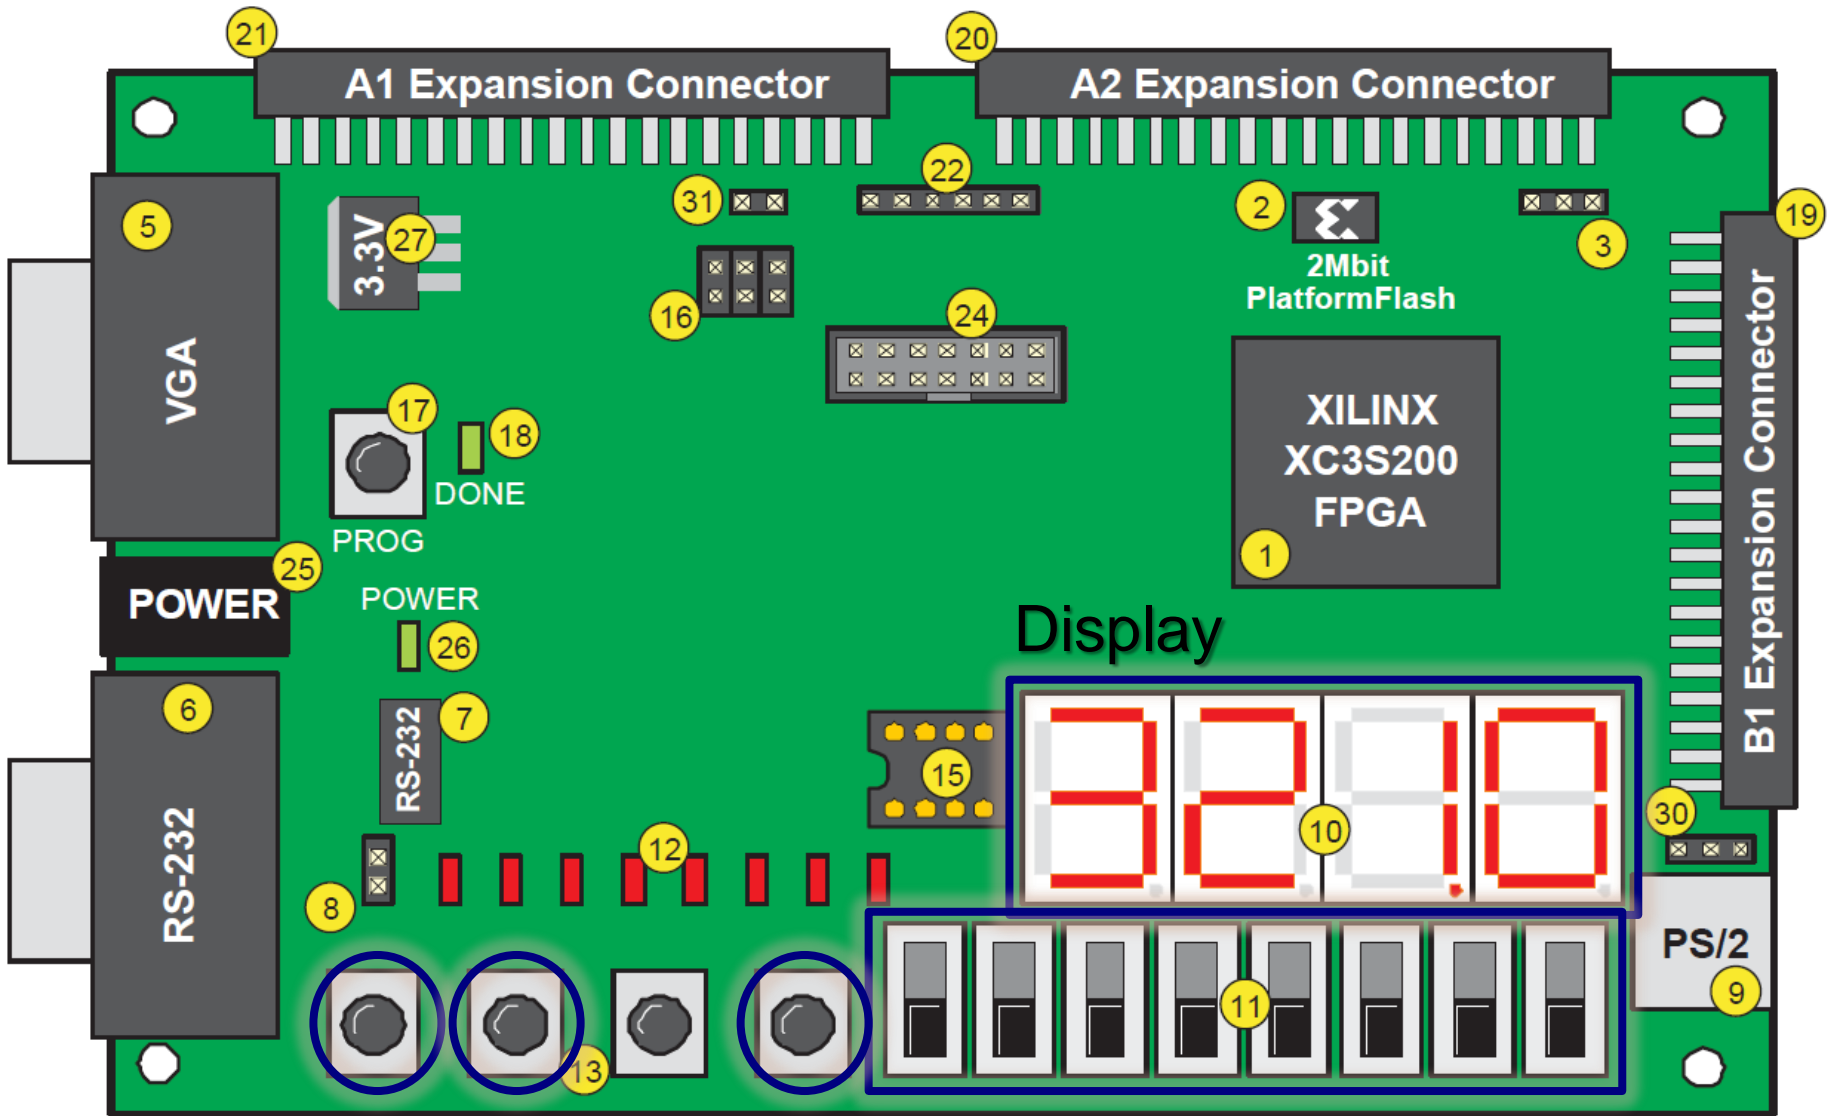 21
A1 Expansion Connector
20
A2 Expansion Connector
5
VGA
3.3V
27
31
22
2
2Mbit
PlatformFlash
3
19
B1 Expansion Connector
16
24
17
18
DONE
PROG
XILINX
XC3S200
FPGA
1
25
POWER
POWER
26
Display
6
RS-232
7
RS-232
15
3210
10
30
12
8
13
11
PS/2
9